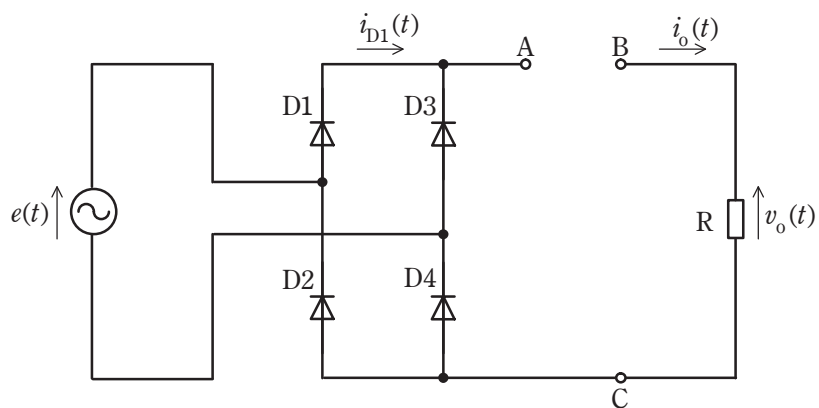 i_D1(t)
A
B
i_o(t)
D1
D3
e(t)
R
v_o(t)
D2
D4
C